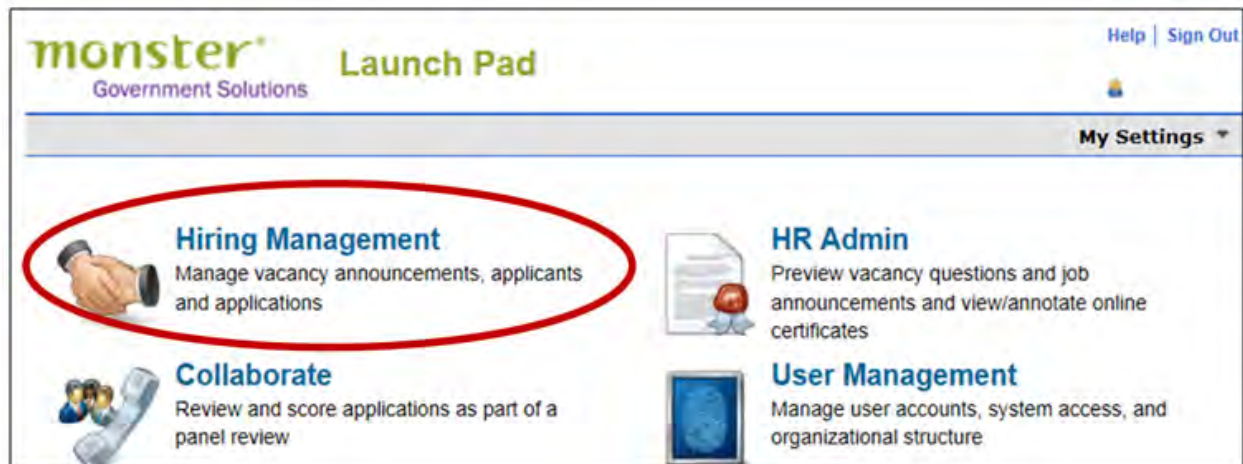 monster®
Government Solutions
Launch Pad
Help | Sign Out
My Settings
Hiring Management
Manage vacancy announcements, applicants
and applications
HR Admin
Preview vacancy questions and job
announcements and view/annotate online
certificates
Collaborate
Review and score applications as part of a
panel review
User Management
Manage user accounts, system access, and
organizational structure